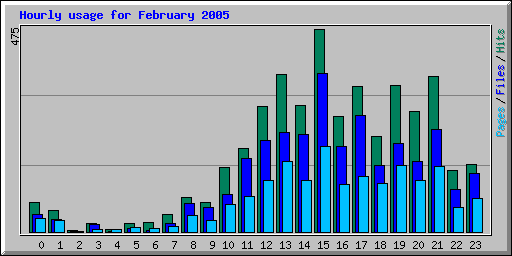 Hourly usage for February 2005
475
Pages / Files / Hits
0 1 2 3 4 5 6 7 8 9 10 11 12 13 14 15 16 17 18 19 20 21 22 23